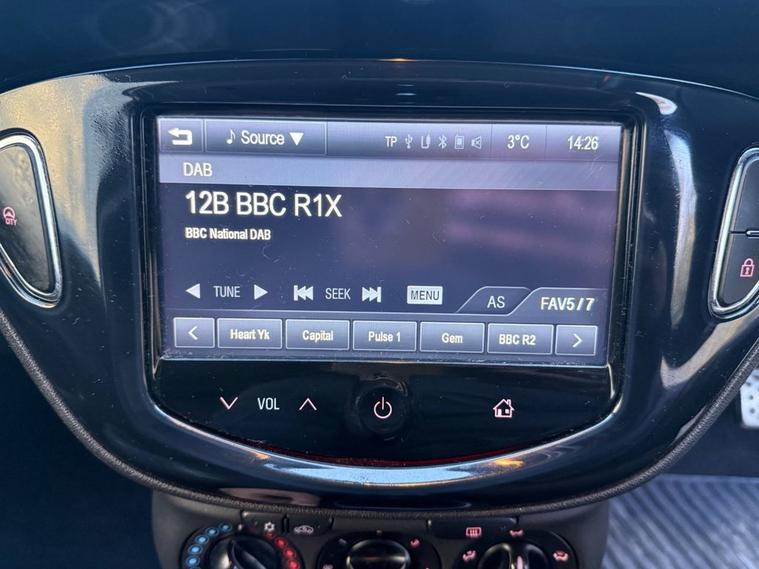 Source ▼ TP 3°C 14:26
DAB
12B BBC R1X
BBC National DAB
TUNE SEEK MENU AS FAV5/7
Heart Yk Capital Pulse 1 Gem BBC R2
CITY
VOL